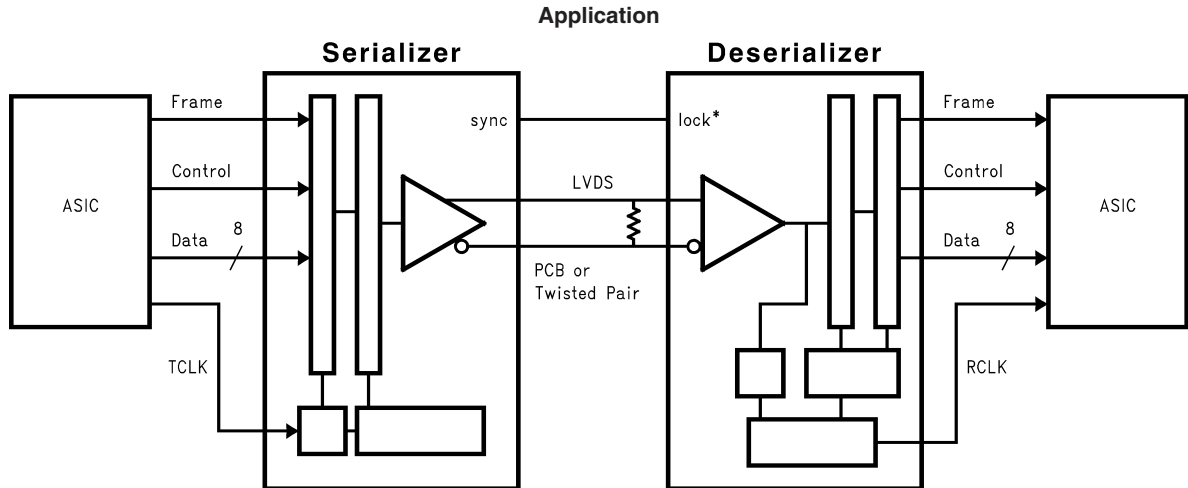 Application
Serializer
Deserializer
Frame
Control
Data
8
TCLK
ASIC
sync
lock*
LVDS
PCB or
Twisted Pair
Frame
Control
Data
8
RCLK
ASIC